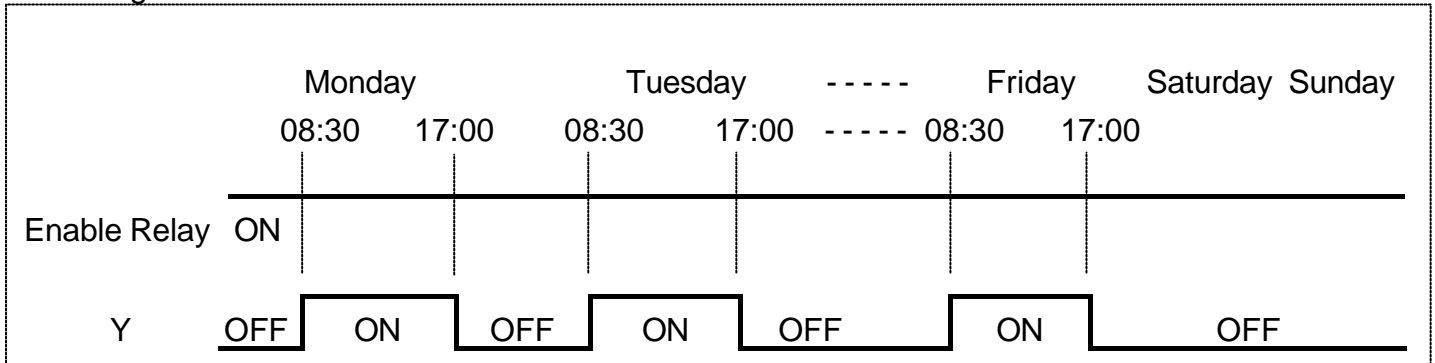 Monday Tuesday - - - - - Friday Saturday Sunday
08:30 17:00 08:30 17:00 - - - - - 08:30 17:00
Enable Relay ON
Y OFF ON OFF ON OFF ON OFF